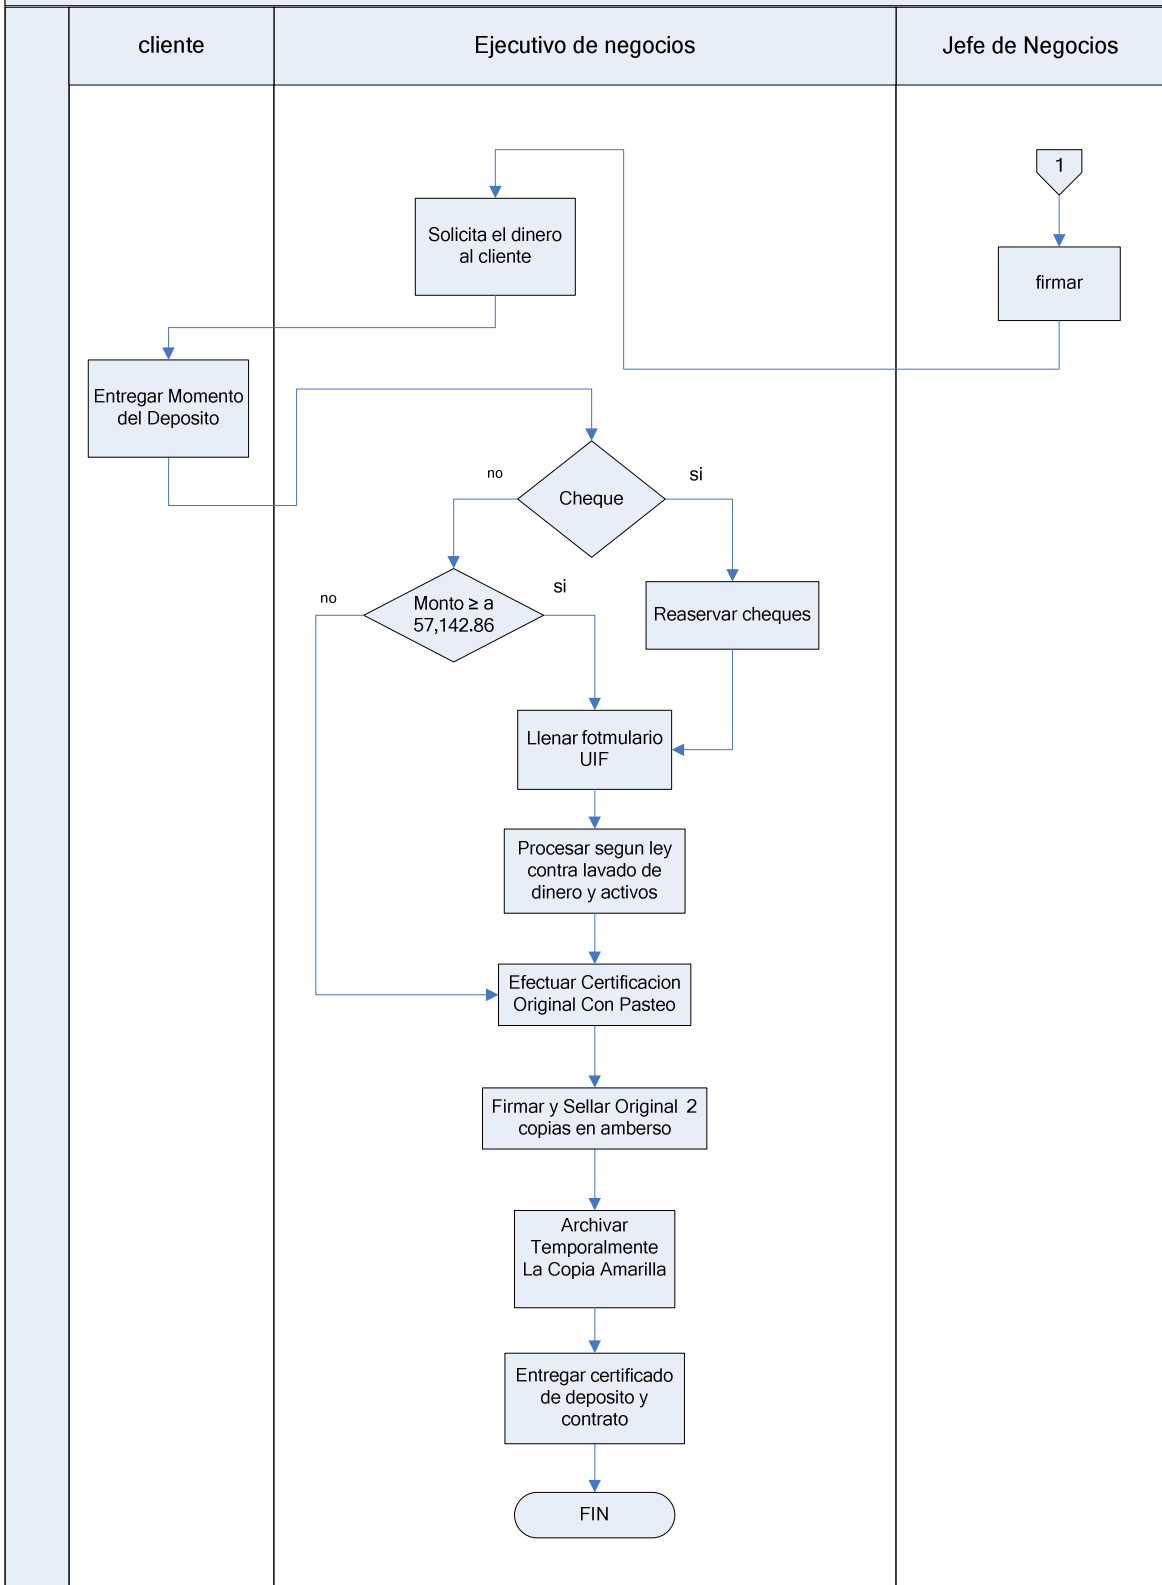 cliente
Ejecutivo de negocios
Jefe de Negocios
1
Solicita el dinero
al cliente
firmar
Entregar Momento
del Deposito
no
si
Cheque
no
si
Monto ≥ a
57,142.86
Reaservar cheques
Llenar fotmulario
UIF
Procesar segun ley
contra lavado de
dinero y activos
Efectuar Certificacion
Original Con Pasteo
Firmar y Sellar Original 2
copias en amberso
Archivar
Temporalmente
La Copia Amarilla
Entregar certificado
de deposito y
contrato
FIN